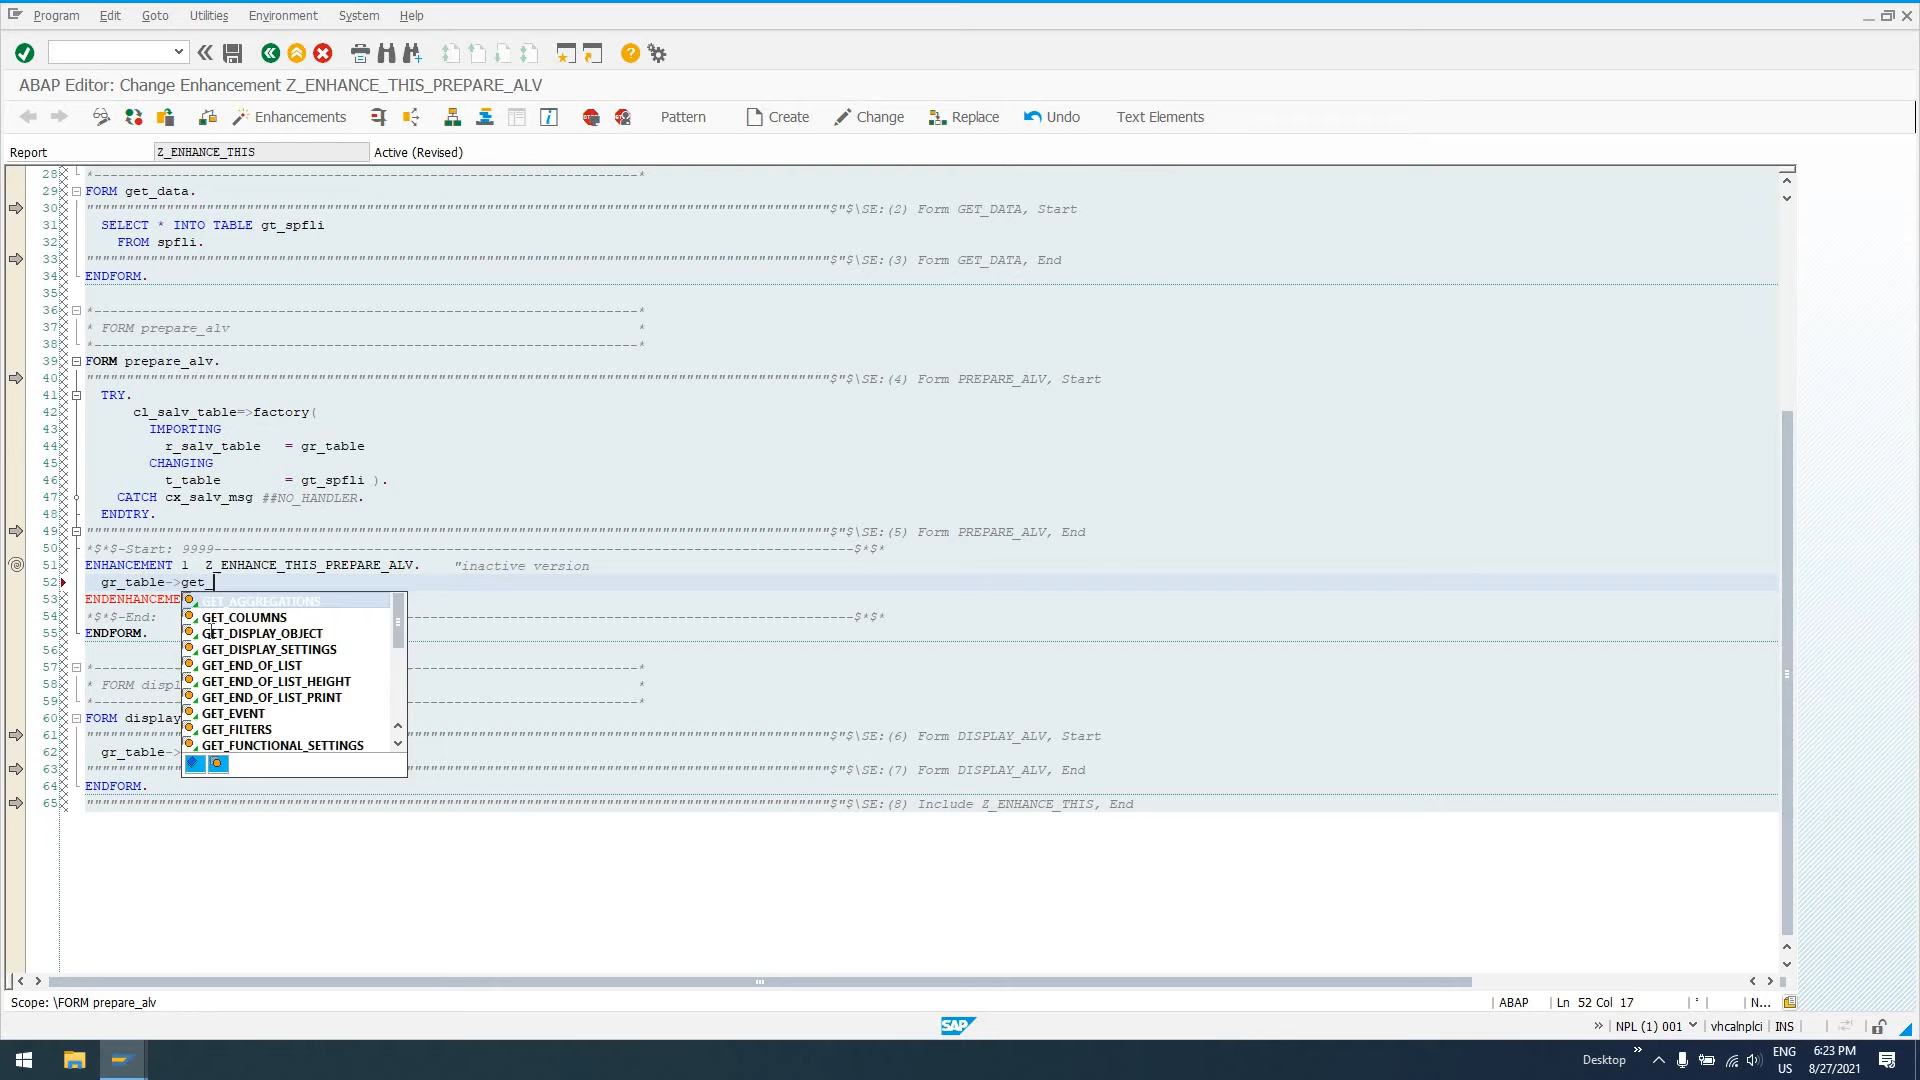 Program Edit Goto Utilities Environment System Help
ABAP Editor: Change Enhancement Z_ENHANCE_THIS_PREPARE_ALV
Enhancements Pattern Create Change Replace Undo Text Elements
Report Z_ENHANCE_THIS Active (Revised)
28 *---------------------------------------------------------------------*
29 FORM get_data.
30 """""""""""""""""""""""""""""""""""""""""""""""""""""""""""""""""""""""""""""""""""""""""""""$"$\SE:(2) Form GET_DATA, Start
31 SELECT * INTO TABLE gt_spfli
32 FROM spfli.
33 """""""""""""""""""""""""""""""""""""""""""""""""""""""""""""""""""""""""""""""""""""""""""""$"$\SE:(3) Form GET_DATA, End
34 ENDFORM.
35
36 *---------------------------------------------------------------------*
37 * FORM prepare_alv *
38 *---------------------------------------------------------------------*
39 FORM prepare_alv.
40 """""""""""""""""""""""""""""""""""""""""""""""""""""""""""""""""""""""""""""""""""""""""""""$"$\SE:(4) Form PREPARE_ALV, Start
41 TRY.
42 cl_salv_table=>factory(
43 IMPORTING
44 r_salv_table = gr_table
45 CHANGING
46 t_table = gt_spfli ).
47 CATCH cx_salv_msg ##NO_HANDLER.
48 ENDTRY.
49 """""""""""""""""""""""""""""""""""""""""""""""""""""""""""""""""""""""""""""""""""""""""""""$"$\SE:(5) Form PREPARE_ALV, End
50 *$*$-Start: 9999--------------------------------------------------------------------------------$*$*
51 ENHANCEMENT 1 Z_ENHANCE_THIS_PREPARE_ALV. "inactive version
52 gr_table->get_
53 ENDENHANCEME
54 *$*$-End: --------------------------------------------------------$*$*
55 ENDFORM.
56
57 *---------------------------------------------------------------------*
58 * FORM displ *
59 *---------------------------------------------------------------------*
60 FORM display
61 """""""""""""""""""""""""""""""""""""""""""""""""""""""""""""""""""""""""""""""""""""""""""""$"$\SE:(6) Form DISPLAY_ALV, Start
62 gr_table->
63 """""""""""""""""""""""""""""""""""""""""""""""""""""""""""""""""""""""""""""""""""""""""""""$"$\SE:(7) Form DISPLAY_ALV, End
64 ENDFORM.
65 """""""""""""""""""""""""""""""""""""""""""""""""""""""""""""""""""""""""""""""""""""""""""""$"$\SE:(8) Include Z_ENHANCE_THIS, End
GET_AGGREGATIONS
GET_COLUMNS
GET_DISPLAY_OBJECT
GET_DISPLAY_SETTINGS
GET_END_OF_LIST
GET_END_OF_LIST_HEIGHT
GET_END_OF_LIST_PRINT
GET_EVENT
GET_FILTERS
GET_FUNCTIONAL_SETTINGS
Scope: \FORM prepare_alv ABAP Ln 52 Col 17 N...
SAP » NPL (1) 001 vhcalnplci INS
Desktop » ENG US 6:23 PM 8/27/2021